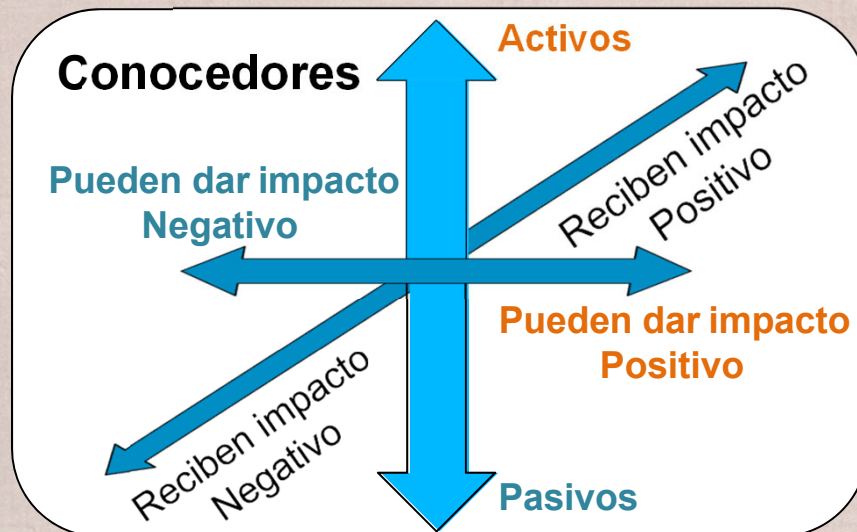 Activos
Conocedores
Reciben impacto
Positivo
Pueden dar impacto
Negativo
Pueden dar impacto
Positivo
Reciben impacto
Negativo
Pasivos